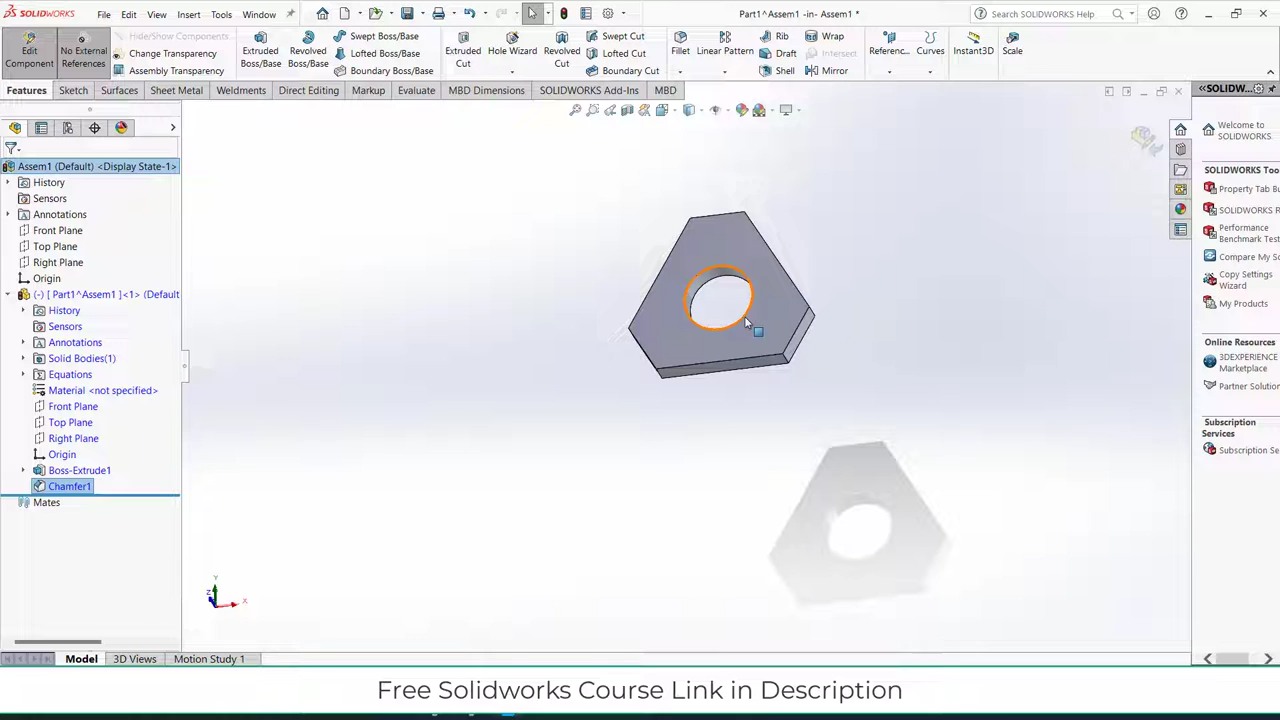 SOLIDWORKS File Edit View Insert Tools Window Part1^Assem1 -in- Assem1 * Search SOLIDWORKS Help
Edit Component
No External References
Hide/Show Components
Change Transparency
Assembly Transparency
Extruded Boss/Base
Revolved Boss/Base
Swept Boss/Base
Lofted Boss/Base
Boundary Boss/Base
Extruded Cut
Hole Wizard
Revolved Cut
Swept Cut
Lofted Cut
Boundary Cut
Fillet
Linear Pattern
Rib
Draft
Shell
Wrap
Intersect
Mirror
Referenc...
Curves
Instant3D
Scale
Features Sketch Surfaces Sheet Metal Weldments Direct Editing Markup Evaluate MBD Dimensions SOLIDWORKS Add-Ins MBD
Assem1 (Default) <Display State-1>
History
Sensors
Annotations
Front Plane
Top Plane
Right Plane
Origin
(-) [ Part1^Assem1 ]<1> (Default
History
Sensors
Annotations
Solid Bodies(1)
Equations
Material <not specified>
Front Plane
Top Plane
Right Plane
Origin
Boss-Extrude1
Chamfer1
Mates
Y
Z
X
SOLIDW...
Welcome to
SOLIDWORKS
SOLIDWORKS Too
Property Tab Bu
SOLIDWORKS R
Performance
Benchmark Test
Compare My So
Copy Settings
Wizard
My Products
Online Resources
3DEXPERIENCE
Marketplace
Partner Solution
Subscription
Services
Subscription Se
Model 3D Views Motion Study 1
Free Solidworks Course Link in Description